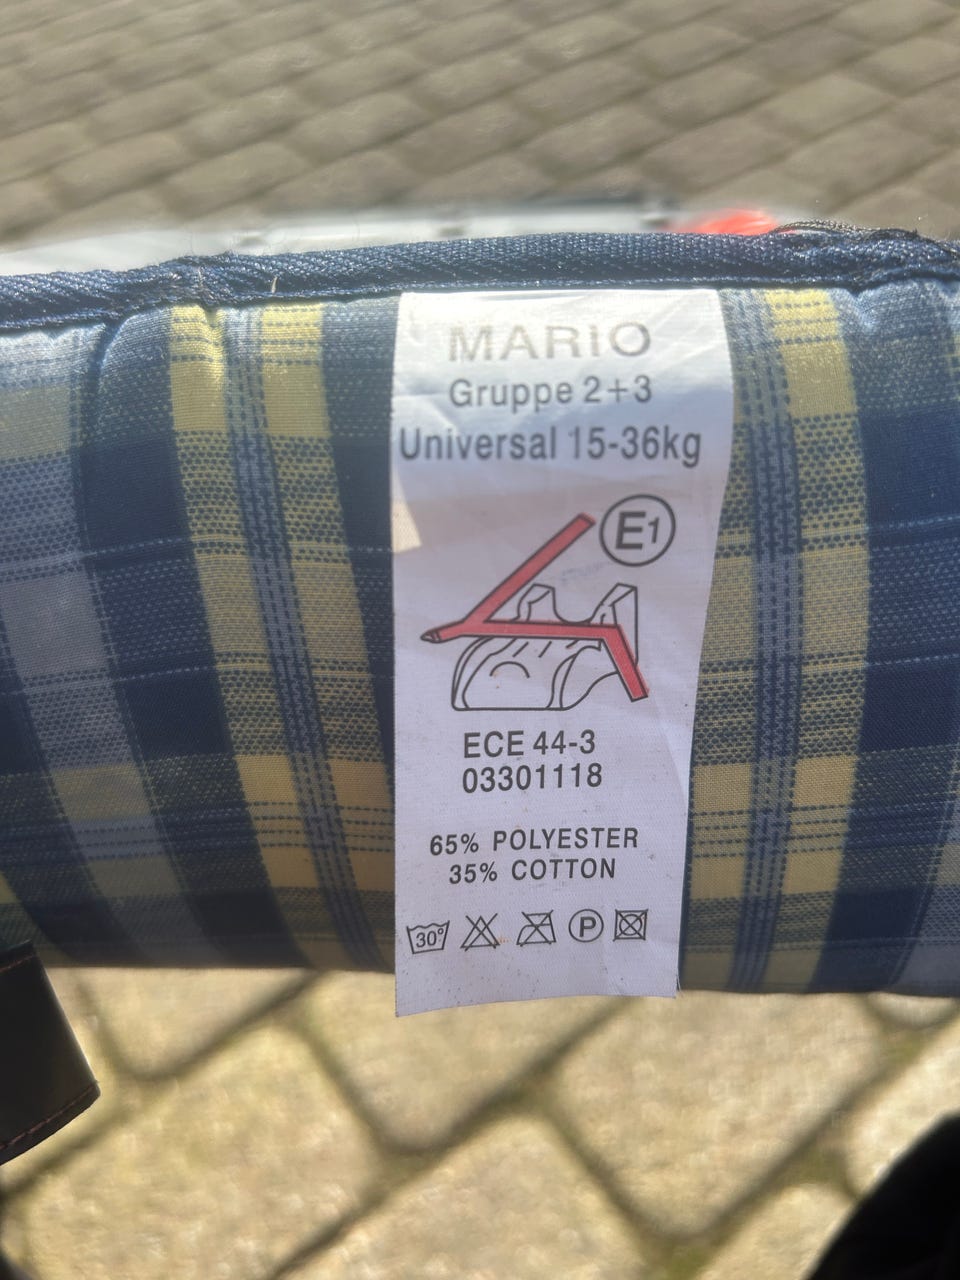 MARIO
Gruppe 2+3
Universal 15-36kg
E1
ECE 44-3
03301118
65% POLYESTER
35% COTTON
30° P